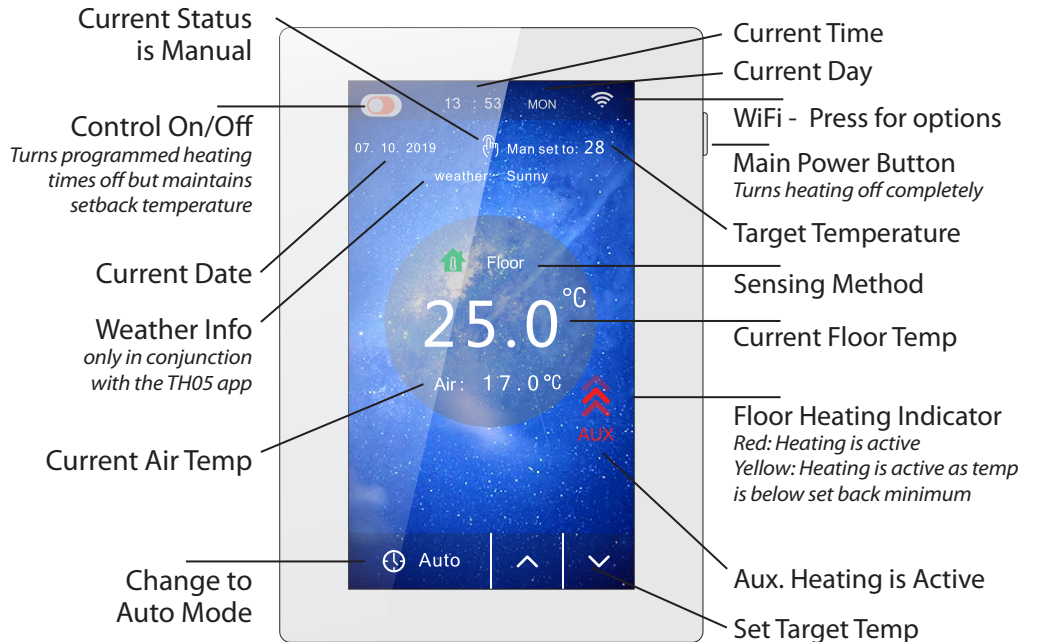 Current Status
is Manual
Control On/Off
Turns programmed heating
times off but maintains
setback temperature
Current Date
Weather Info
only in conjunction
with the TH05 app
Current Air Temp
Change to
Auto Mode
13 : 53 MON
07. 10. 2019 Man set to: 28
weather:- Sunny
Floor
25.0 °C
Air: 17.0°C
AUX
Auto
Current Time
Current Day
WiFi - Press for options
Main Power Button
Turns heating off completely
Target Temperature
Sensing Method
Current Floor Temp
Floor Heating Indicator
Red: Heating is active
Yellow: Heating is active as temp
is below set back minimum
Aux. Heating is Active
Set Target Temp